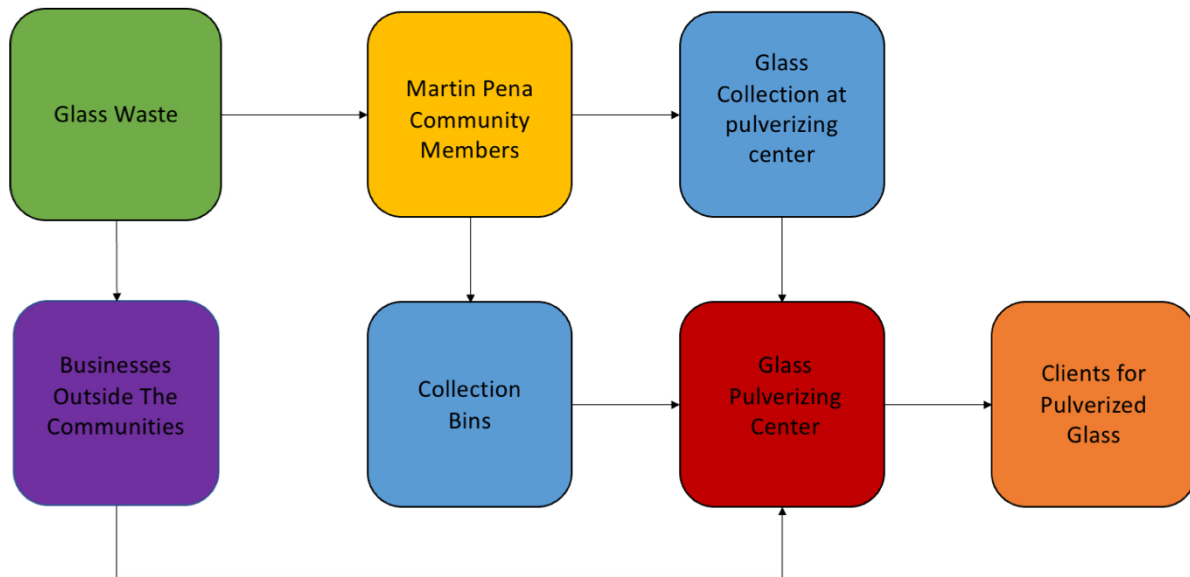 Glass Waste
Martin Pena
Community
Members
Glass
Collection at
pulverizing
center
Businesses
Outside The
Communities
Collection
Bins
Glass
Pulverizing
Center
Clients for
Pulverized
Glass